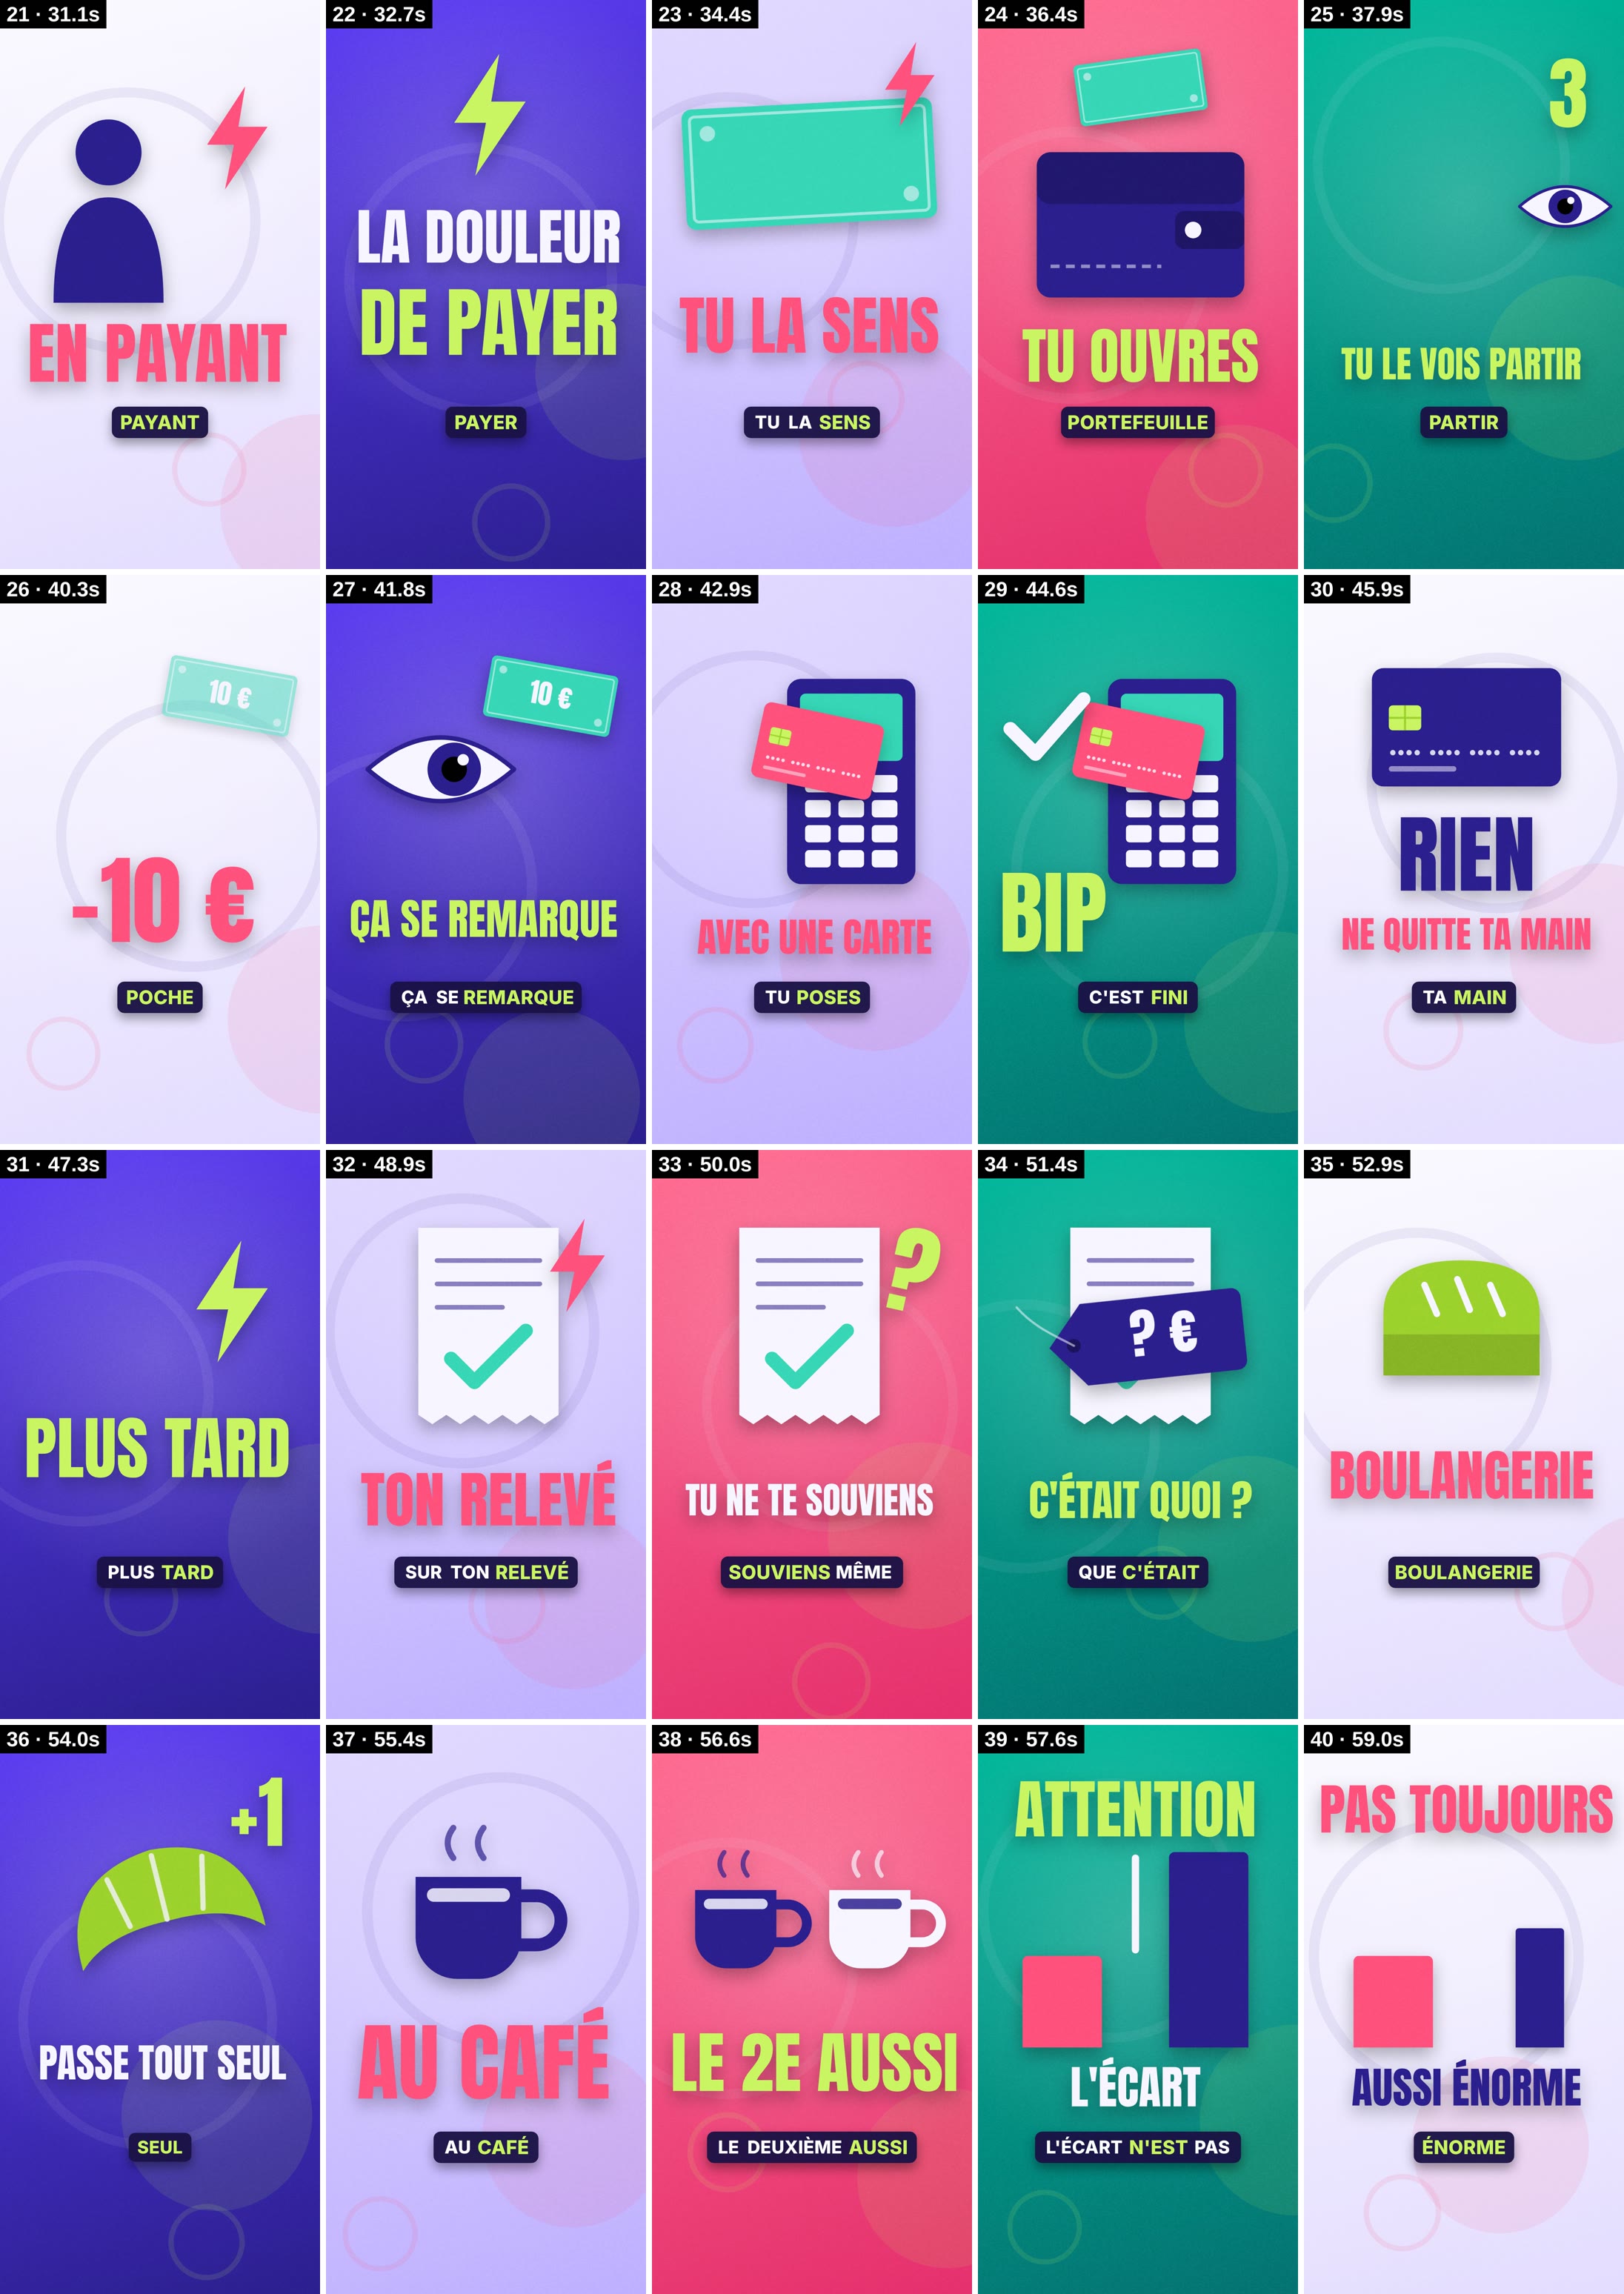 21 · 31.1s
EN PAYANT
PAYANT
22 · 32.7s
LA DOULEUR
DE PAYER
PAYER
23 · 34.4s
TU LA SENS
TU LA SENS
24 · 36.4s
TU OUVRES
PORTEFEUILLE
25 · 37.9s
3
TU LE VOIS PARTIR
PARTIR
26 · 40.3s
10 €
-10 €
POCHE
27 · 41.8s
10 €
ÇA SE REMARQUE
ÇA SE REMARQUE
28 · 42.9s
AVEC UNE CARTE
TU POSES
29 · 44.6s
BIP
C'EST FINI
30 · 45.9s
RIEN
NE QUITTE TA MAIN
TA MAIN
31 · 47.3s
PLUS TARD
PLUS TARD
32 · 48.9s
TON RELEVÉ
SUR TON RELEVÉ
33 · 50.0s
?
TU NE TE SOUVIENS
SOUVIENS MÊME
34 · 51.4s
? €
C'ÉTAIT QUOI ?
QUE C'ÉTAIT
35 · 52.9s
BOULANGERIE
BOULANGERIE
36 · 54.0s
+1
PASSE TOUT SEUL
SEUL
37 · 55.4s
AU CAFÉ
AU CAFÉ
38 · 56.6s
LE 2E AUSSI
LE DEUXIÈME AUSSI
39 · 57.6s
ATTENTION
L'ÉCART
L'ÉCART N'EST PAS
40 · 59.0s
PAS TOUJOURS
AUSSI ÉNORME
ÉNORME